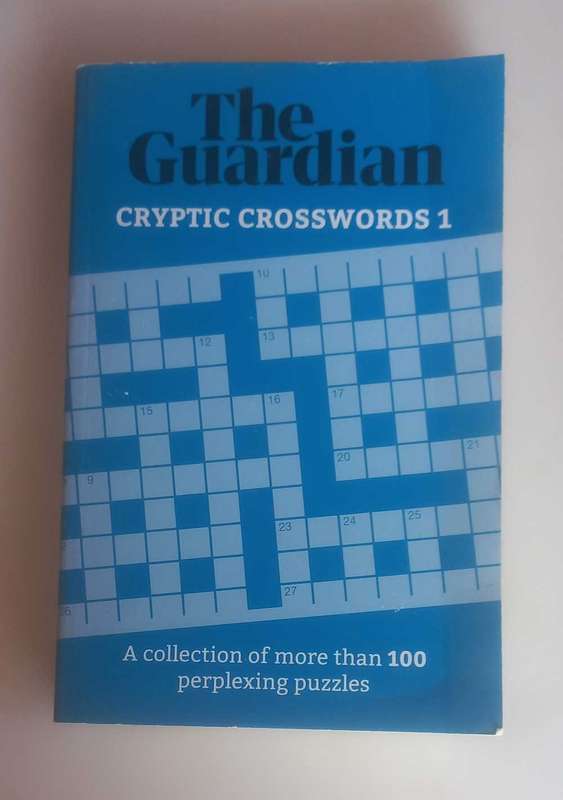 The
Guardian
CRYPTIC CROSSWORDS 1
10
12
13
15
16
17
9
20
21
23
24
25
27
A collection of more than 100
perplexing puzzles